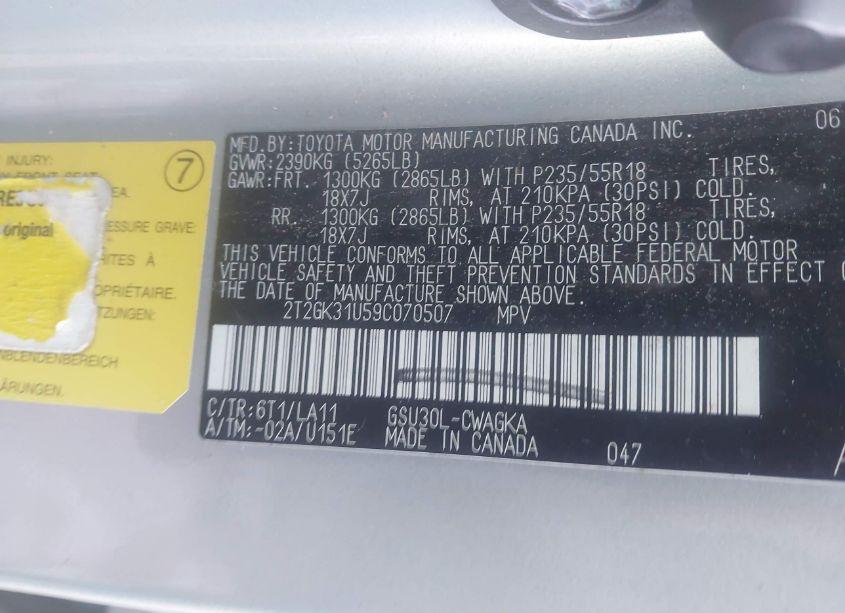 INJURY:
7
EA.
original
PRESSURE GRAVE:
ITES À
OPRIÉTAIRE.
TZUNG:
NBLENDENBEREICH
ÄRUNGEN.
MFD.BY:TOYOTA MOTOR MANUFACTURING CANADA INC. 06
GVWR:2390KG (5265LB)
GAWR:FRT. 1300KG (2865LB) WITH P235/55R18 TIRES,
18X7J RIMS, AT 210KPA (30PSI) COLD.
RR. 1300KG (2865LB) WITH P235/55R18 TIRES,
18X7J RIMS, AT 210KPA (30PSI) COLD.
THIS VEHICLE CONFORMS TO ALL APPLICABLE FEDERAL MOTOR
VEHICLE SAFETY AND THEFT PREVENTION STANDARDS IN EFFECT
THE DATE OF MANUFACTURE SHOWN ABOVE.
2T2GK31U59C070507 MPV
C/TR:6T1/LA11 GSU30L-CWAGKA
A/TM:-02A/U151E MADE IN CANADA 047